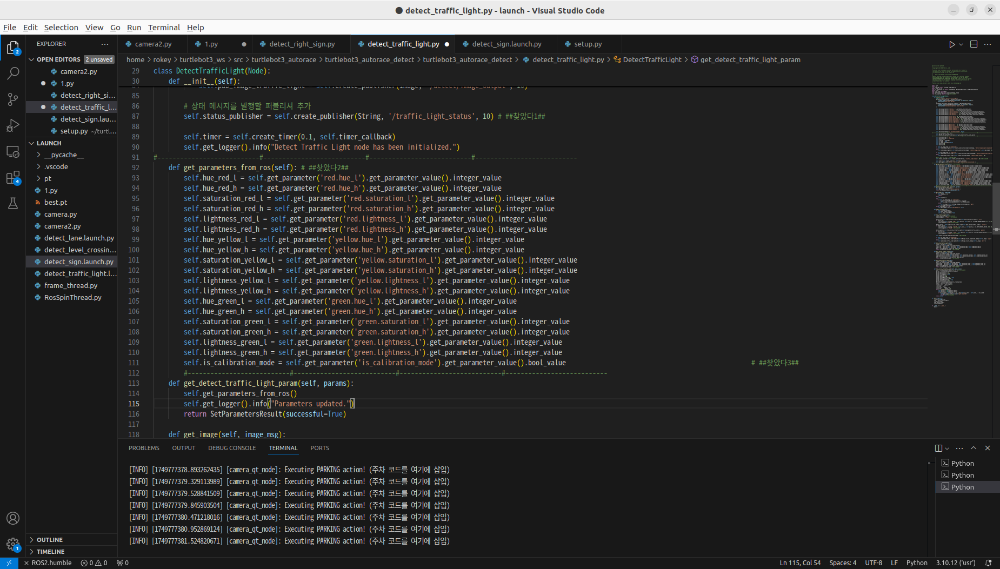 detect_traffic_light.py - launch - Visual Studio Code
File Edit Selection View Go Run Terminal Help
EXPLORER
camera2.py
1.py
detect_right_sign.py
detect_traffic_light.py
detect_sign.launch.py
setup.py
home > rokey > turtlebot3_ws > src > turtlebot3_autorace > turtlebot3_autorace_detect > turtlebot3_autorace_detect > detect_traffic_light.py > DetectTrafficLight > get_detect_traffic_light_param
OPEN EDITORS 2 unsaved
camera2.py
1.py
detect_right_si...
detect_traffic_l...
detect_sign.lau...
setup.py ~/turtl...
LAUNCH
__pycache__
.vscode
pt
1.py
best.pt
camera.py
camera2.py
detect_lane.launch.py
detect_level_crossin...
detect_sign.launch.py
detect_traffic_light.l...
frame_thread.py
RosSpinThread.py
OUTLINE
TIMELINE
2
4
1
29 class DetectTrafficLight(Node):
30 def __init__(self):
85
86 # 상태 메시지를 발행할 퍼블리셔 추가
87 self.status_publisher = self.create_publisher(String, '/traffic_light_status', 10) # ##찾았다1##
88
89 self.timer = self.create_timer(0.1, self.timer_callback)
90 self.get_logger().info("Detect Traffic Light node has been initialized.")
91 #---------------------------#---------------------------#---------------------------#---------------------------
92 def get_parameters_from_ros(self): # ##찾았다2##
93 self.hue_red_l = self.get_parameter('red.hue_l').get_parameter_value().integer_value
94 self.hue_red_h = self.get_parameter('red.hue_h').get_parameter_value().integer_value
95 self.saturation_red_l = self.get_parameter('red.saturation_l').get_parameter_value().integer_value
96 self.saturation_red_h = self.get_parameter('red.saturation_h').get_parameter_value().integer_value
97 self.lightness_red_l = self.get_parameter('red.lightness_l').get_parameter_value().integer_value
98 self.lightness_red_h = self.get_parameter('red.lightness_h').get_parameter_value().integer_value
99 self.hue_yellow_l = self.get_parameter('yellow.hue_l').get_parameter_value().integer_value
100 self.hue_yellow_h = self.get_parameter('yellow.hue_h').get_parameter_value().integer_value
101 self.saturation_yellow_l = self.get_parameter('yellow.saturation_l').get_parameter_value().integer_value
102 self.saturation_yellow_h = self.get_parameter('yellow.saturation_h').get_parameter_value().integer_value
103 self.lightness_yellow_l = self.get_parameter('yellow.lightness_l').get_parameter_value().integer_value
104 self.lightness_yellow_h = self.get_parameter('yellow.lightness_h').get_parameter_value().integer_value
105 self.hue_green_l = self.get_parameter('green.hue_l').get_parameter_value().integer_value
106 self.hue_green_h = self.get_parameter('green.hue_h').get_parameter_value().integer_value
107 self.saturation_green_l = self.get_parameter('green.saturation_l').get_parameter_value().integer_value
108 self.saturation_green_h = self.get_parameter('green.saturation_h').get_parameter_value().integer_value
109 self.lightness_green_l = self.get_parameter('green.lightness_l').get_parameter_value().integer_value
110 self.lightness_green_h = self.get_parameter('green.lightness_h').get_parameter_value().integer_value
111 self.is_calibration_mode = self.get_parameter('is_calibration_mode').get_parameter_value().bool_value # ##찾았다3##
112 #---------------------------#---------------------------#---------------------------#---------------------------
113 def get_detect_traffic_light_param(self, params):
114 self.get_parameters_from_ros()
115 self.get_logger().info("Parameters updated.")
116 return SetParametersResult(successful=True)
117
118 def get_image(self, image_msg):
PROBLEMS OUTPUT DEBUG CONSOLE TERMINAL PORTS
[INFO] [1749777378.893262435] [camera_qt_node]: Executing PARKING action! (주차 코드를 여기에 삽입)
[INFO] [1749777379.329113989] [camera_qt_node]: Executing PARKING action! (주차 코드를 여기에 삽입)
[INFO] [1749777379.528841509] [camera_qt_node]: Executing PARKING action! (주차 코드를 여기에 삽입)
[INFO] [1749777379.845903504] [camera_qt_node]: Executing PARKING action! (주차 코드를 여기에 삽입)
[INFO] [1749777380.471218016] [camera_qt_node]: Executing PARKING action! (주차 코드를 여기에 삽입)
[INFO] [1749777380.952869124] [camera_qt_node]: Executing PARKING action! (주차 코드를 여기에 삽입)
[INFO] [1749777381.524820671] [camera_qt_node]: Executing PARKING action! (주차 코드를 여기에 삽입)
Python
Python
Python
ROS2.humble 0 0 0 Ln 115, Col 54 Spaces: 4 UTF-8 LF Python 3.10.12 ('usr')